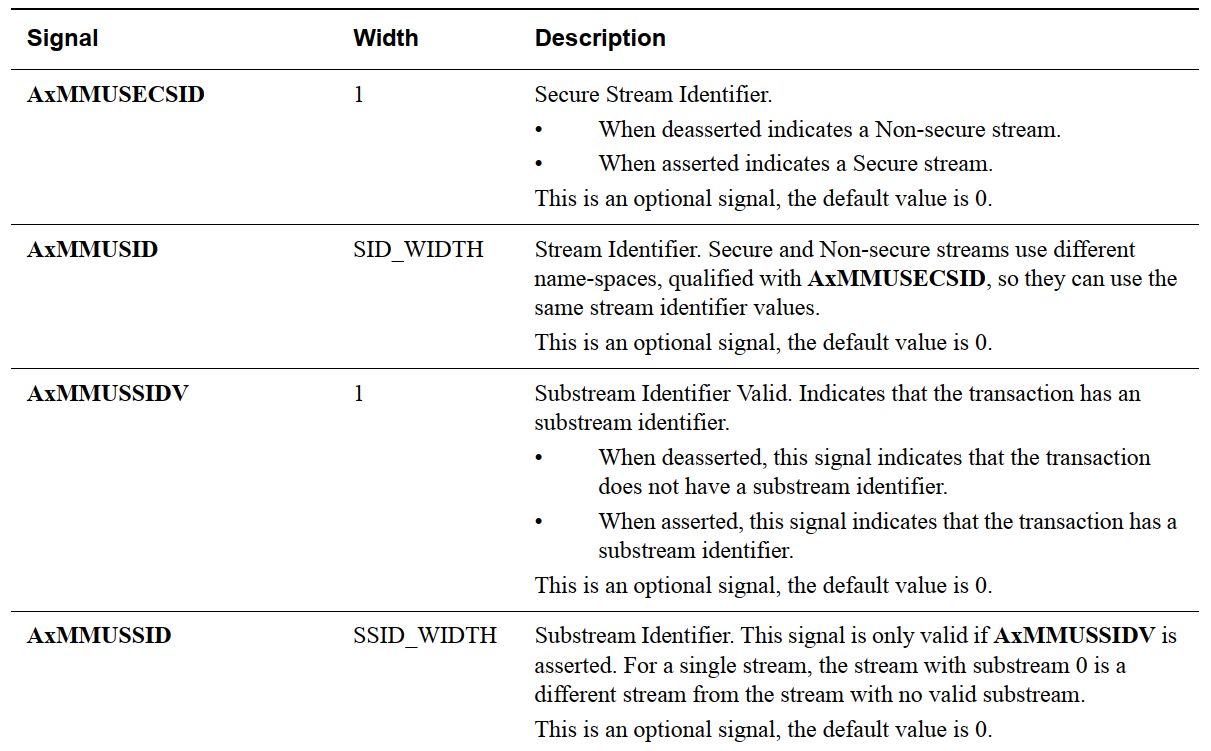 Signal Width Description
AxMMUSECSID 1 Secure Stream Identifier.
• When deasserted indicates a Non-secure stream.
• When asserted indicates a Secure stream.
This is an optional signal, the default value is 0.
AxMMUSID SID_WIDTH Stream Identifier. Secure and Non-secure streams use different
name-spaces, qualified with AxMMUSECSID, so they can use the
same stream identifier values.
This is an optional signal, the default value is 0.
AxMMUSSIDV 1 Substream Identifier Valid. Indicates that the transaction has an
substream identifier.
• When deasserted, this signal indicates that the transaction
does not have a substream identifier.
• When asserted, this signal indicates that the transaction has a
substream identifier.
This is an optional signal, the default value is 0.
AxMMUSSID SSID_WIDTH Substream Identifier. This signal is only valid if AxMMUSSIDV is
asserted. For a single stream, the stream with substream 0 is a
different stream from the stream with no valid substream.
This is an optional signal, the default value is 0.